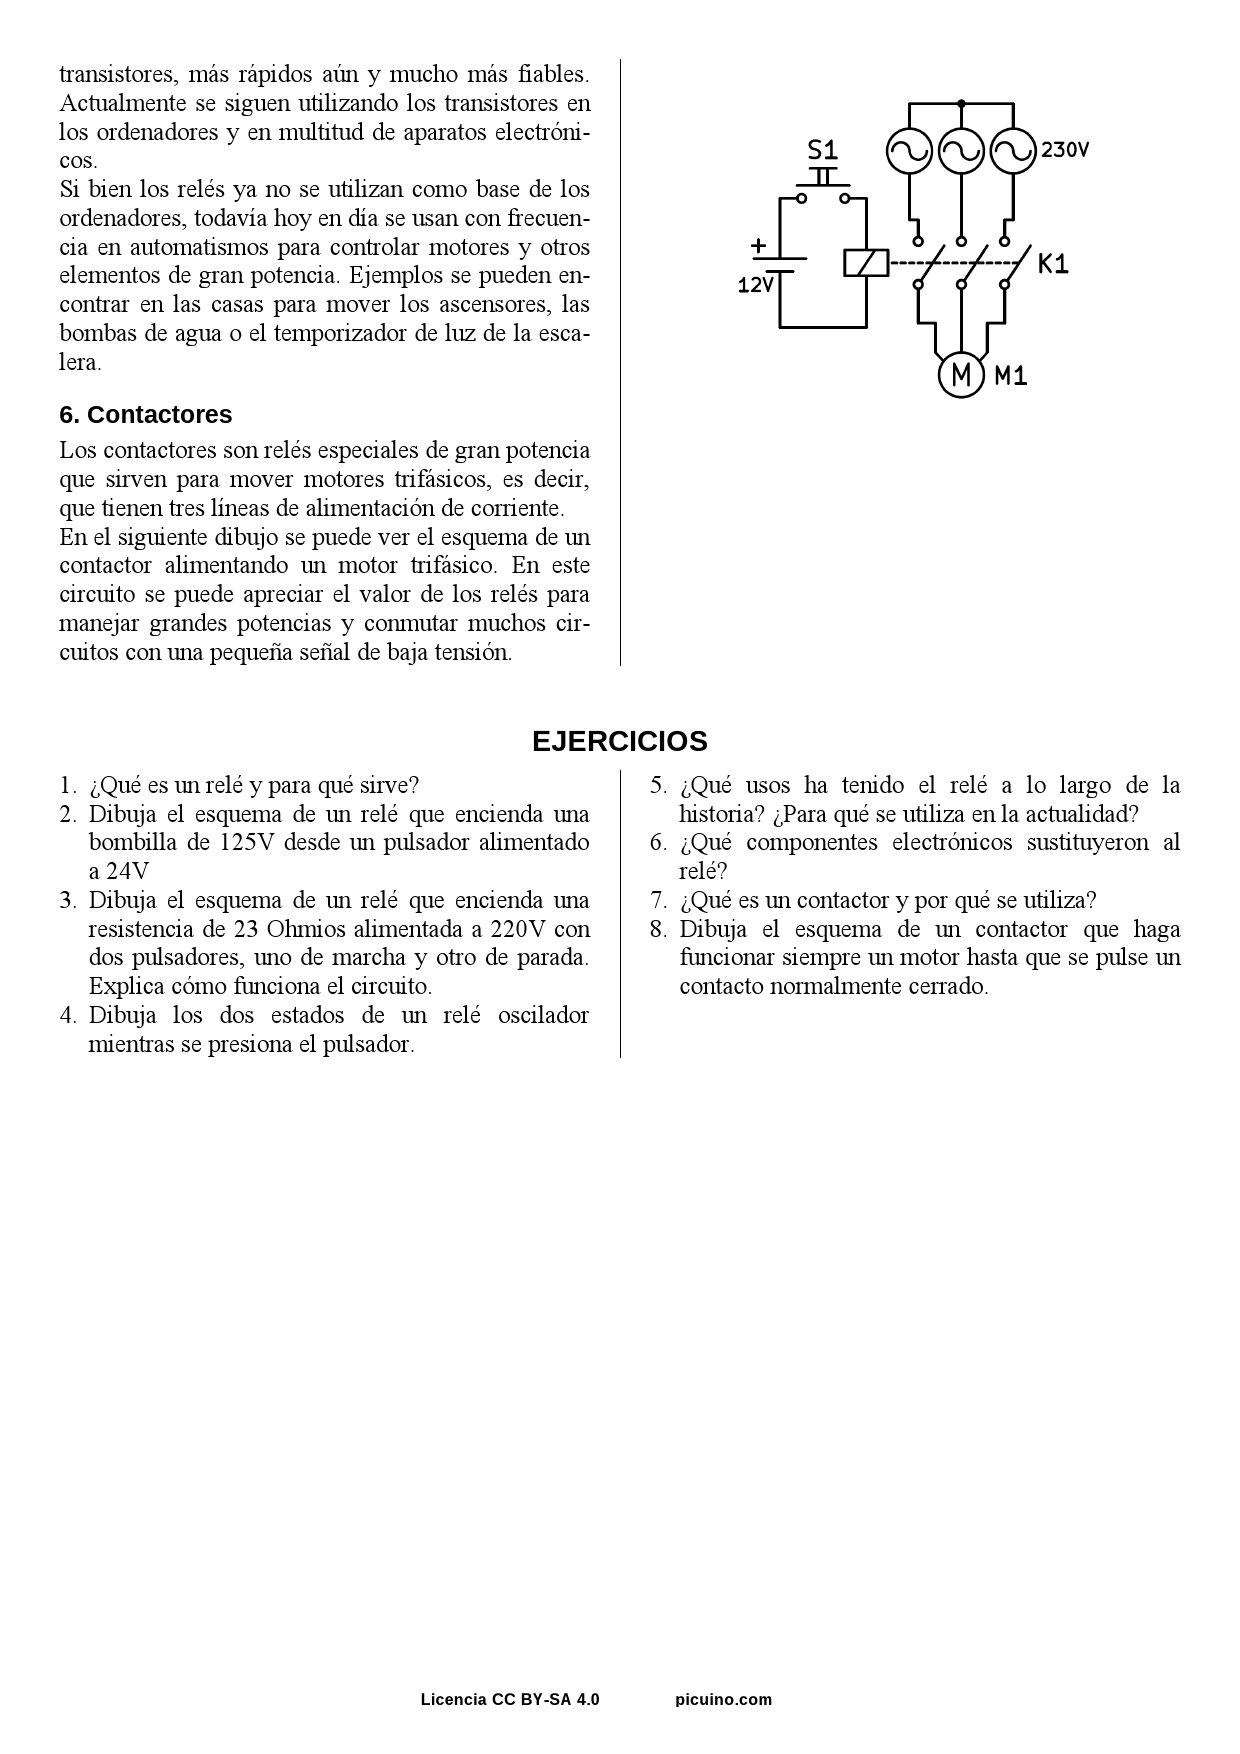 transistores, más rápidos aún y mucho más fiables.
Actualmente se siguen utilizando los transistores en
los ordenadores y en multitud de aparatos electróni-
cos.
Si bien los relés ya no se utilizan como base de los
ordenadores, todavía hoy en día se usan con frecuen-
cia en automatismos para controlar motores y otros
elementos de gran potencia. Ejemplos se pueden en-
contrar en las casas para mover los ascensores, las
bombas de agua o el temporizador de luz de la esca-
lera.
6. Contactores
Los contactores son relés especiales de gran potencia
que sirven para mover motores trifásicos, es decir,
que tienen tres líneas de alimentación de corriente.
En el siguiente dibujo se puede ver el esquema de un
contactor alimentando un motor trifásico. En este
circuito se puede apreciar el valor de los relés para
manejar grandes potencias y conmutar muchos cir-
cuitos con una pequeña señal de baja tensión.
S1
230V
+
12V
K1
M
M1
EJERCICIOS
1. ¿Qué es un relé y para qué sirve?
2. Dibuja el esquema de un relé que encienda una
bombilla de 125V desde un pulsador alimentado
a 24V
3. Dibuja el esquema de un relé que encienda una
resistencia de 23 Ohmios alimentada a 220V con
dos pulsadores, uno de marcha y otro de parada.
Explica cómo funciona el circuito.
4. Dibuja los dos estados de un relé oscilador
mientras se presiona el pulsador.
5. ¿Qué usos ha tenido el relé a lo largo de la
historia? ¿Para qué se utiliza en la actualidad?
6. ¿Qué componentes electrónicos sustituyeron al
relé?
7. ¿Qué es un contactor y por qué se utiliza?
8. Dibuja el esquema de un contactor que haga
funcionar siempre un motor hasta que se pulse un
contacto normalmente cerrado.
Licencia CC BY-SA 4.0 picuino.com